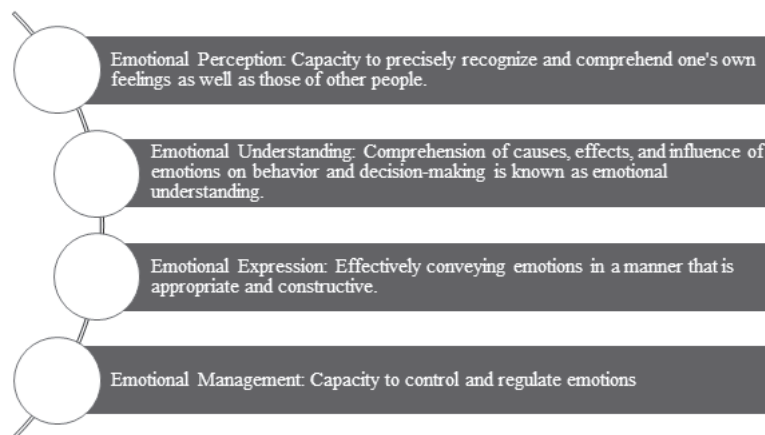 Emotional Perception: Capacity to precisely recognize and comprehend one's own
feelings as well as those of other people.
Emotional Understanding: Comprehension of causes, effects, and influence of
emotions on behavior and decision-making is known as emotional
understanding.
Emotional Expression: Effectively conveying emotions in a manner that is
appropriate and constructive.
Emotional Management: Capacity to control and regulate emotions